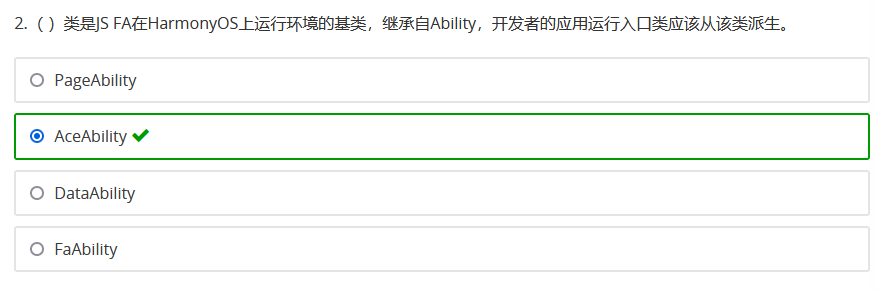 2.（ ）类是JS FA在HarmonyOS上运行环境的基类，继承自Ability，开发者的应用运行入口类应该从该类派生。
PageAbility
AceAbility
DataAbility
FaAbility